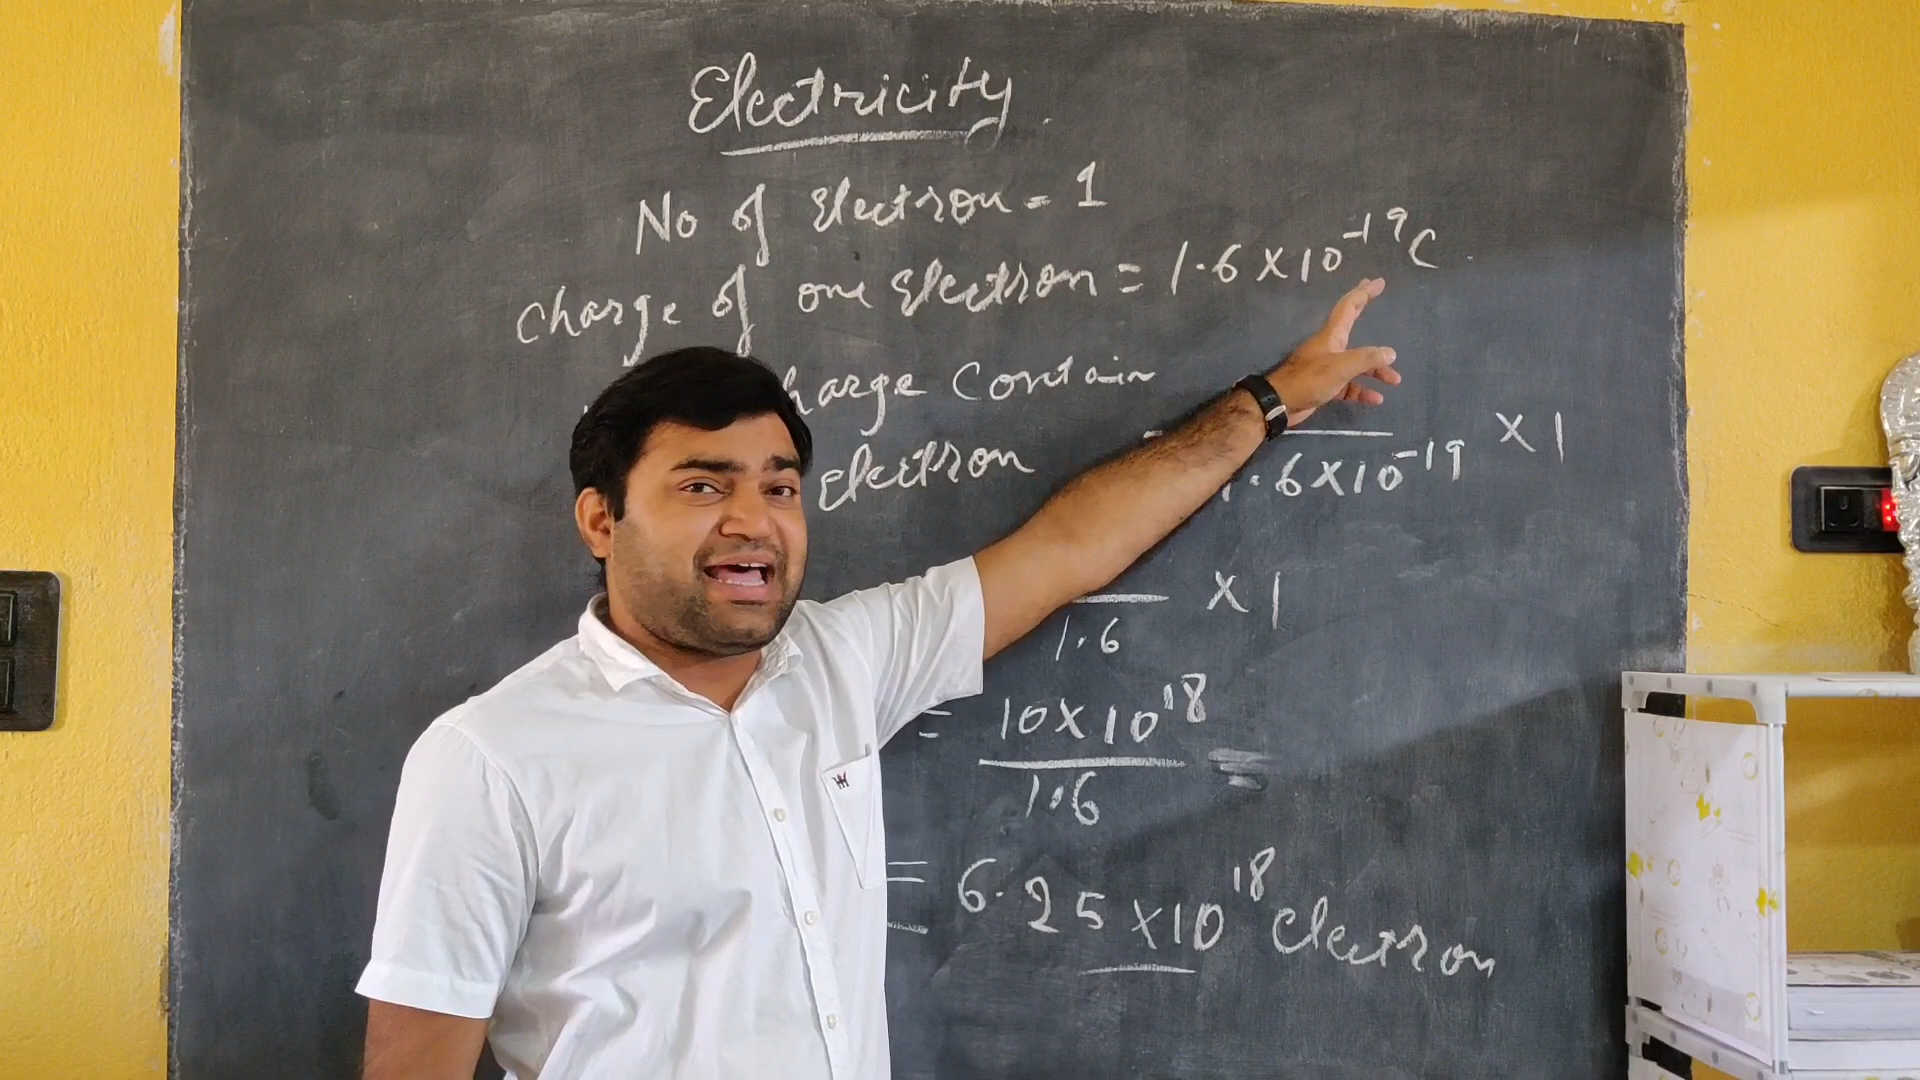 Electricity
No of Electron = 1
Charge of one Electron = 1.6 × 10⁻¹⁹ C
harge Contain
Electron
1.6 × 10⁻¹⁹ × 1
× 1
1.6
= 10 × 10¹⁸ =
1.6
= 6.25 × 10¹⁸ electron